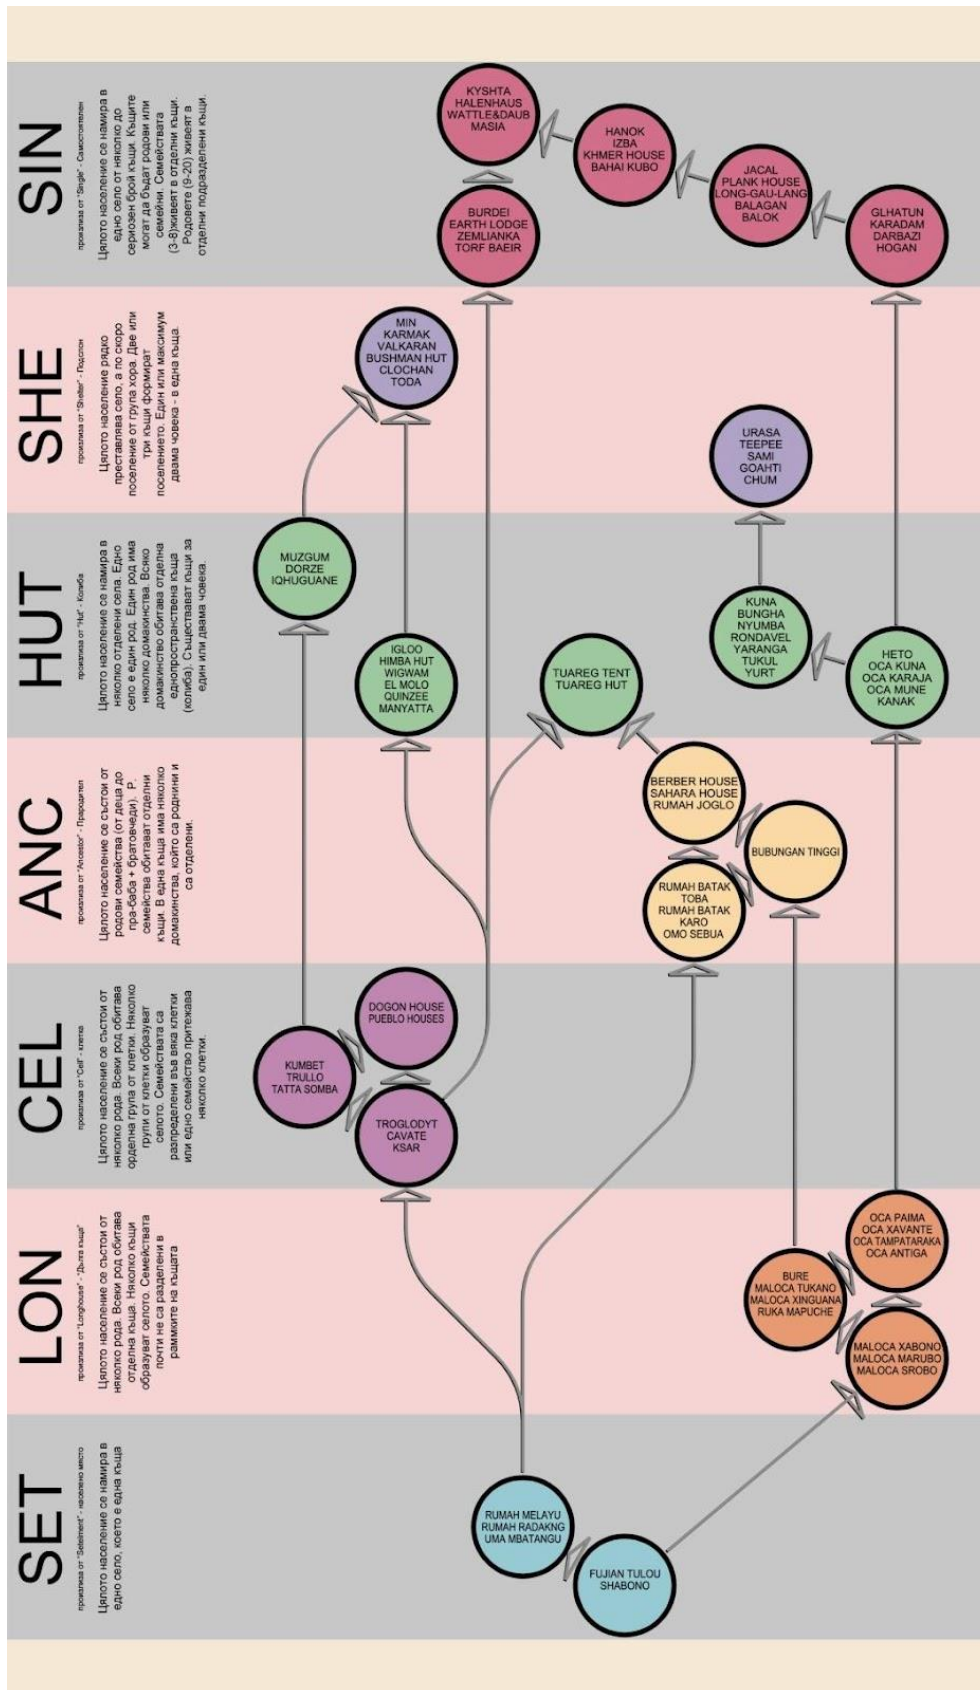 SIN
произлиза от "Single" - Самостоятелен
Цялото население се намира в
едно село от няколко до
сериозен брой къщи. Къщите
могат да бъдат родови или
семейни. Семействата
(3-8)живеят в отделни къщи.
Родовете (9-20) живеят в
отделни подразделени къщи.
KYSHTA
HALENHAUS
WATTLE&DAUB
MASIA
HANOK
IZBA
KHMER HOUSE
BAHAI KUBO
JACAL
PLANK HOUSE
LONG-GAU-LANG
BALAGAN
BALOK
BURDEI
EARTH LODGE
ZEMLIANKA
TORF BAEIR
GLHATUN
KARADAM
DARBAZI
HOGAN
SHE
произлиза от "Shelter" - Подслон
Цялото население рядко
преставлява село, а по скоро
поселение от група хора. Две или
три къщи формират
поселението. Един или максимум
двама човека - в една къща.
MIN
KARMAK
VALKARAN
BUSHMAN HUT
CLOCHAN
TODA
URASA
TEEPEE
SAMI
GOAHTI
CHUM
HUT
произлиза от "Hut" - Колиба
Цялото население се намира в
няколко отделени села. Едно
село е един род. Един род има
няколко домакинства. Всяко
домакинство обитава отделна
еднопространствена къща
(колиба). Съществават къщи за
един или двама човека.
MUZGUM
DORZE
IQHUGUANE
IGLOO
HIMBA HUT
WIGWAM
EL MOLO
QUINZEE
MANYATTA
TUAREG TENT
TUAREG HUT
KUNA
BUNGHA
NYUMBA
RONDAVEL
YARANGA
TUKUL
YURT
HETO
OCA KUNA
OCA KARAJA
OCA MUNE
KANAK
ANC
произлиза от "Ancestor" - Прародител
Цялото население се състои от
родови семейства (от деца до
пра-баба + братовчеди). Р.
семейства обитават отделни
къщи. В една къща има няколко
домакинства, който са роднини и
са отделени.
BERBER HOUSE
SAHARA HOUSE
RUMAH JOGLO
BUBUNGAN TINGGI
RUMAH BATAK
TOBA
RUMAH BATAK
KARO
OMO SEBUA
CEL
произлиза от "Cell" - клетка
Цялото население се състои от
няколко рода. Всеки род обитава
орделна група от клетки. Няколко
групи от клетки образуват
селото. Семействата са
разпределени във вяка клетки
или едно семейство притежава
няколко клетки.
DOGON HOUSE
PUEBLO HOUSES
KUMBET
TRULLO
TATTA SOMBA
TROGLODYT
CAVATE
KSAR
LON
произлиза от "Longhouse" - "Дълга къща"
Цялото население се състои от
няколко рода. Всеки род обитава
отделна къща. Няколко къщи
образуват селото. Семействата
почти не са разделени в
раммките на къщата
OCA PAIMA
OCA XAVANTE
OCA TAMPATARAKA
OCA ANTIGA
BURE
MALOCA TUKANO
MALOCA XINGUANA
RUKA MAPUCHE
MALOCA XABONO
MALOCA MARUBO
MALOCA SROBO
SET
произлиза от "Setelment" - населено място
Цялото население се намира в
едно село, което е една къща
RUMAH MELAYU
RUMAH RADAKNG
UMA MBATANGU
FUJIAN TULOU
SHABONO